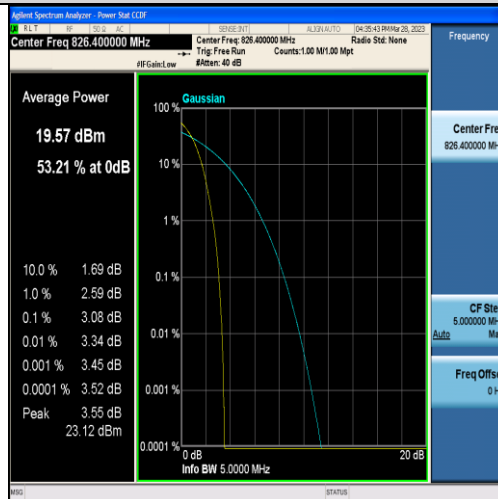 Agilent Spectrum Analyzer - Power Stat CCDF
R L T RF 50 Ω AC SENSE:INT ALIGN AUTO 04:35:43 PM Mar 28, 2023
Center Freq 826.400000 MHz
Center Freq: 826.400000 MHz Radio Std: None
Trig: Free Run Counts:1.00 M/1.00 Mpt
#IFGain:Low #Atten: 40 dB
Frequency
Average Power
19.57 dBm
53.21 % at 0dB
10.0 % 1.69 dB
1.0 % 2.59 dB
0.1 % 3.08 dB
0.01 % 3.34 dB
0.001 % 3.45 dB
0.0001 % 3.52 dB
Peak 3.55 dB
23.12 dBm
Gaussian
100 %
10 %
1 %
0.1 %
0.01 %
0.001 %
0.0001 %
0 dB 20 dB
Info BW 5.0000 MHz
Center Fre
826.400000 MH
CF Ste
5.000000 MH
Auto Ma
Freq Offs
0 H
MSG STATUS